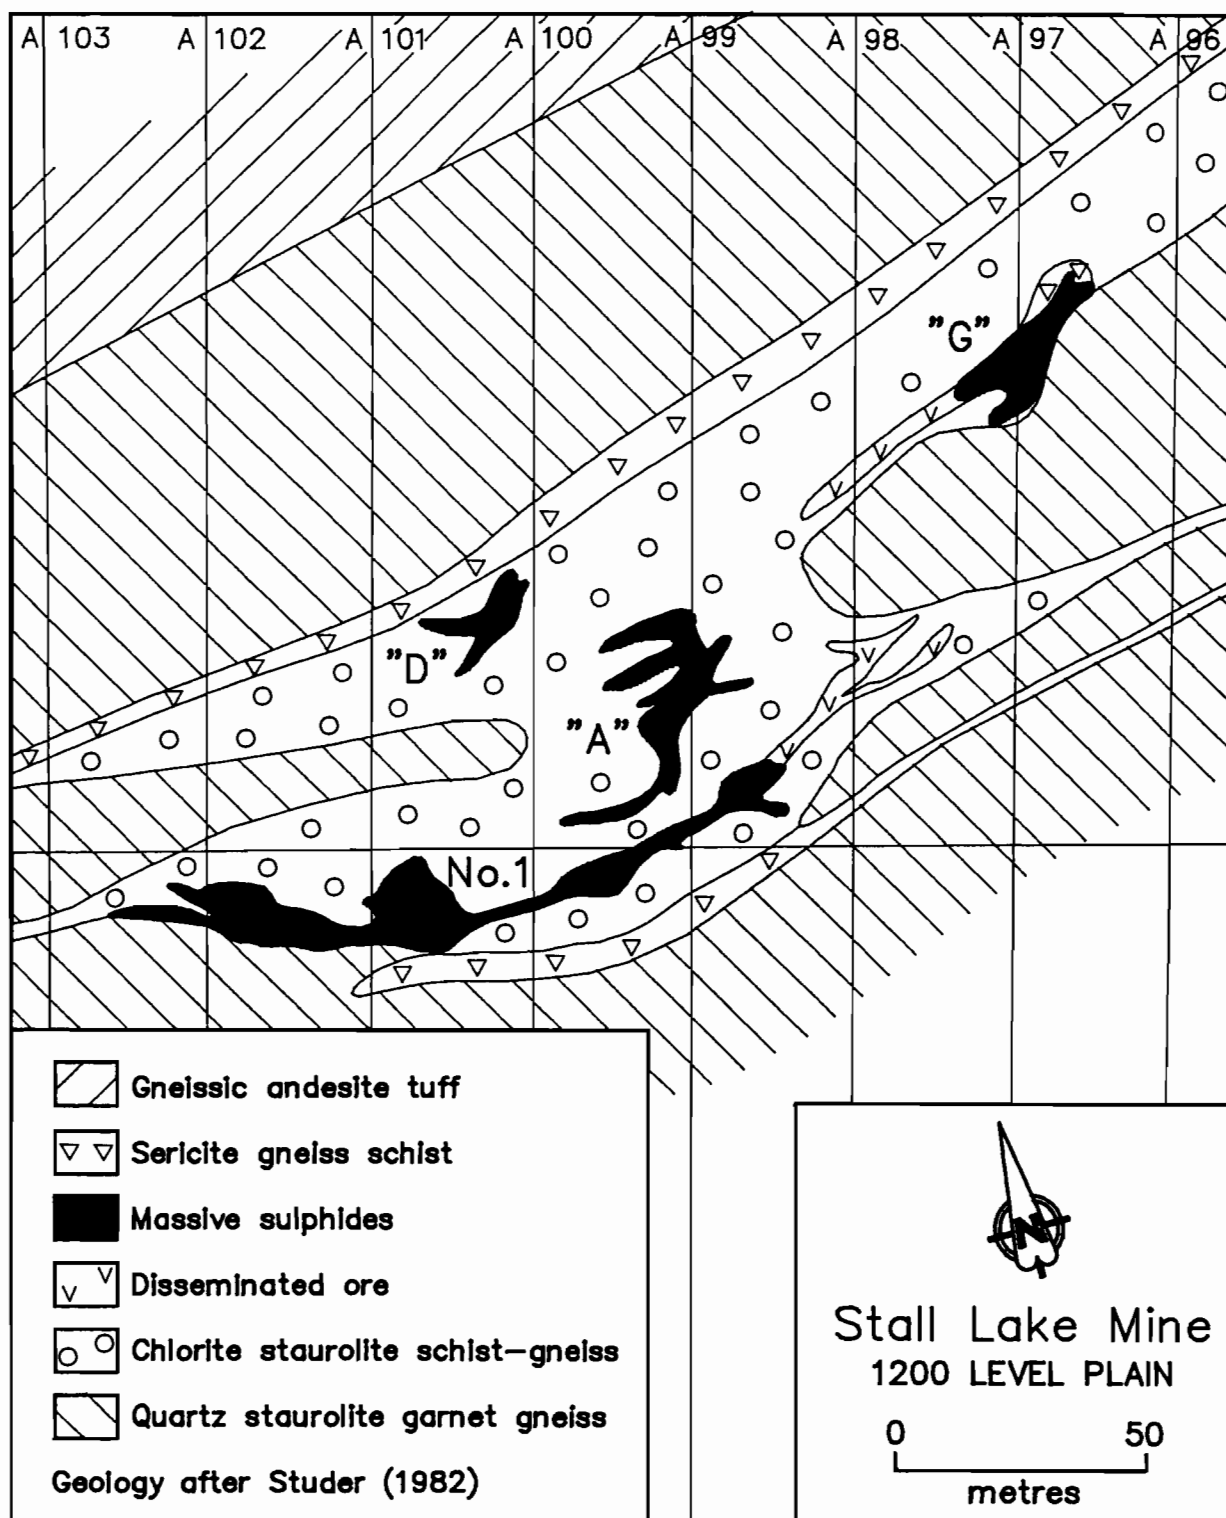 A 103 A 102 A 101 A 100 A 99 A 98 A 97 A 96
"G"
"D"
"A"
No.1
Gneissic andesite tuff
Sericite gneiss schist
Massive sulphides
Disseminated ore
Chlorite staurolite schist-gneiss
Quartz staurolite garnet gneiss
Geology after Studer (1982)
N
Stall Lake Mine
1200 LEVEL PLAIN
0 50
metres